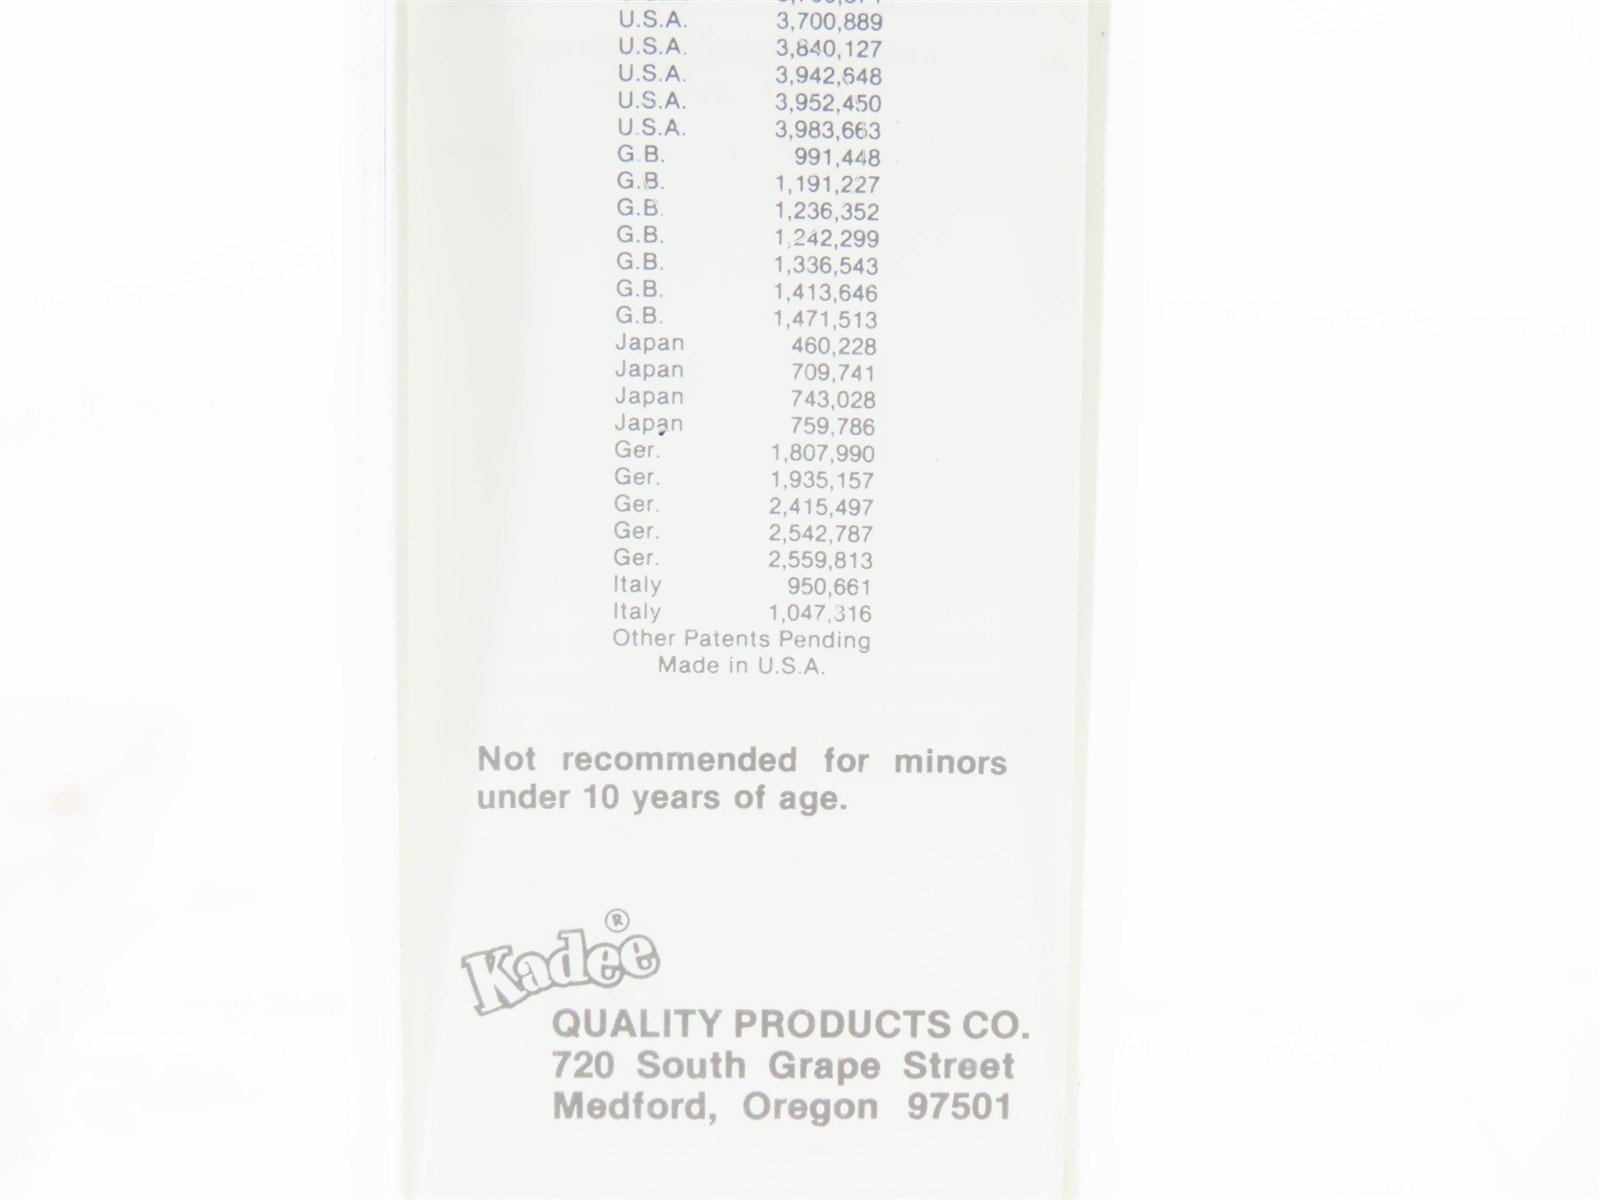 U.S.A. 3,700,889
U.S.A. 3,840,127
U.S.A. 3,942,648
U.S.A. 3,952,450
U.S.A. 3,983,663
G.B. 991,448
G.B. 1,191,227
G.B. 1,236,352
G.B. 1,242,299
G.B. 1,336,543
G.B. 1,413,646
G.B. 1,471,513
Japan 460,228
Japan 709,741
Japan 743,028
Japan 759,786
Ger. 1,807,990
Ger. 1,935,157
Ger. 2,415,497
Ger. 2,542,787
Ger. 2,559,813
Italy 950,661
Italy 1,047,316
Other Patents Pending
Made in U.S.A.
Not recommended for minors
under 10 years of age.
Kadee®
QUALITY PRODUCTS CO.
720 South Grape Street
Medford, Oregon 97501